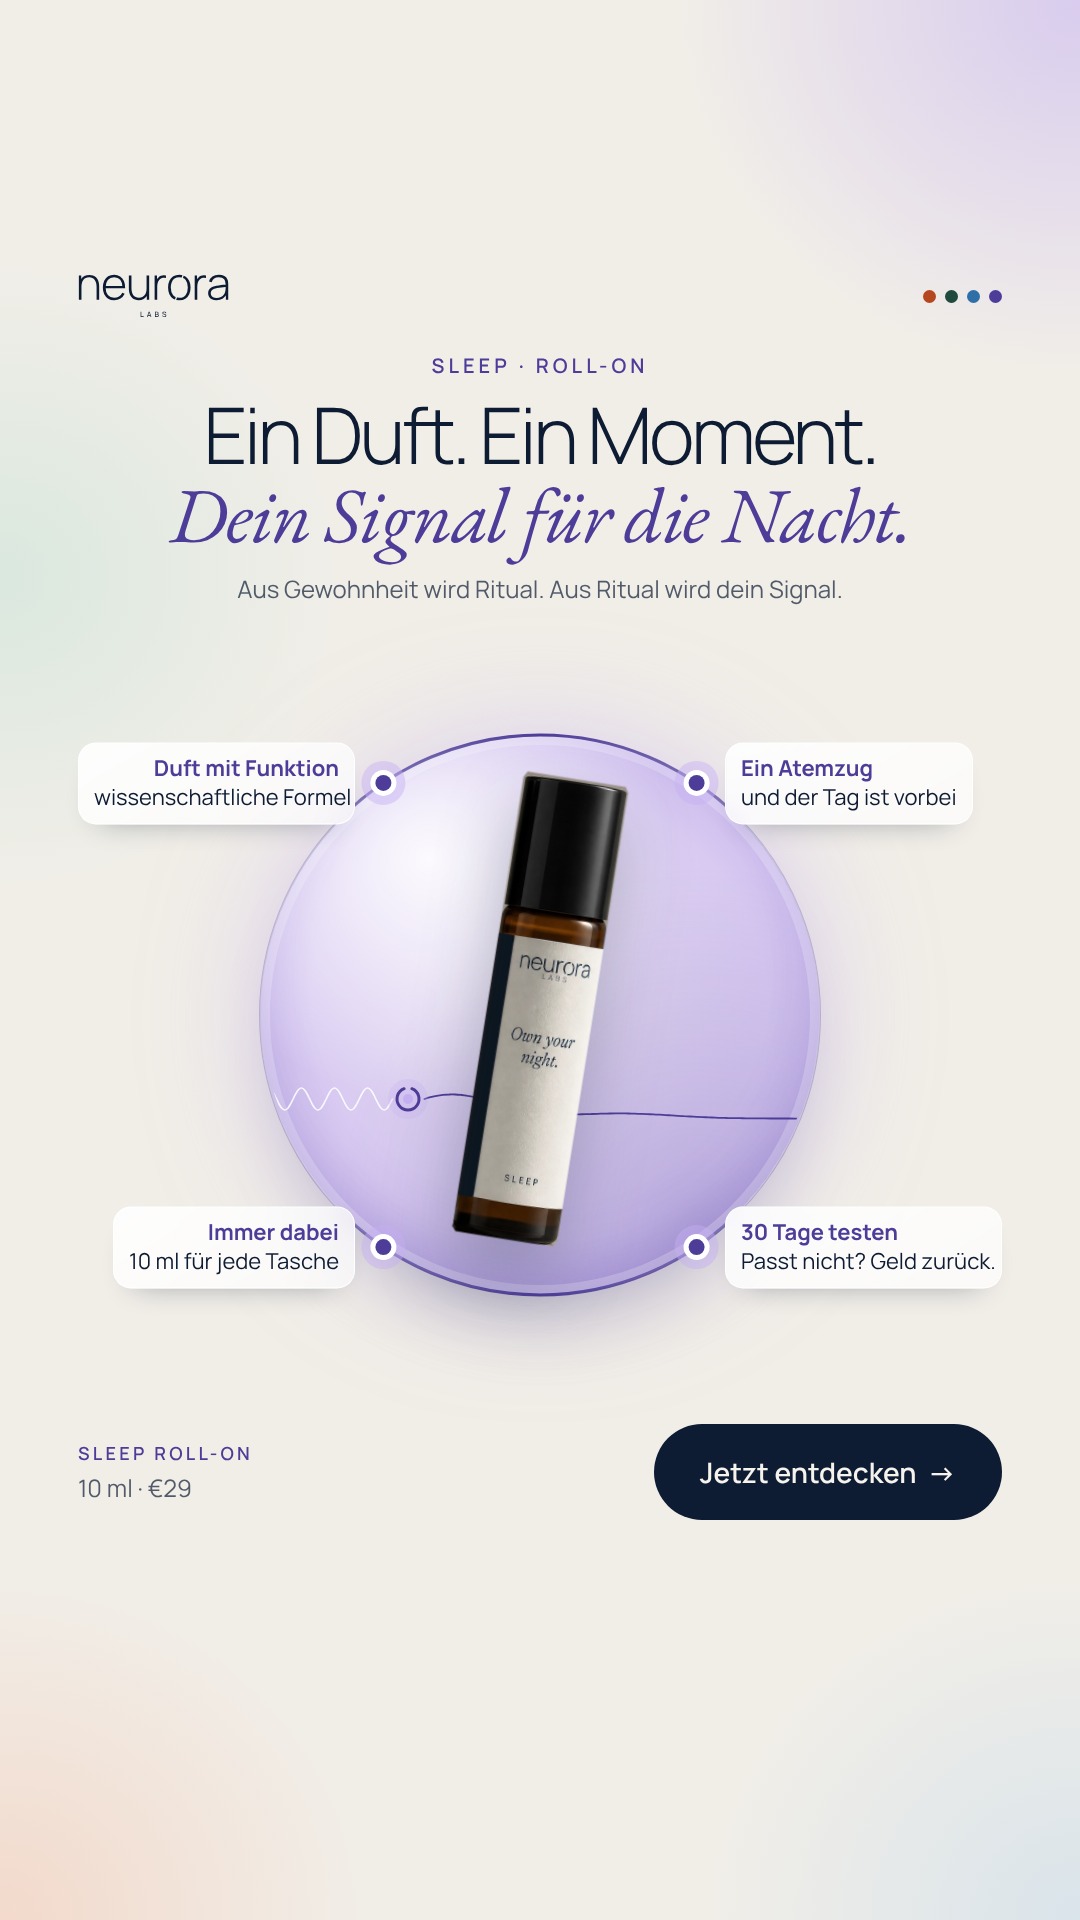 neurora
LABS
SLEEP · ROLL-ON
Ein Duft. Ein Moment.
Dein Signal für die Nacht.
Aus Gewohnheit wird Ritual. Aus Ritual wird dein Signal.
Duft mit Funktion
wissenschaftliche Formel
Ein Atemzug
und der Tag ist vorbei
neurora
LABS
Own your
night.
SLEEP
Immer dabei
10 ml für jede Tasche
30 Tage testen
Passt nicht? Geld zurück.
SLEEP ROLL-ON
10 ml · €29
Jetzt entdecken →